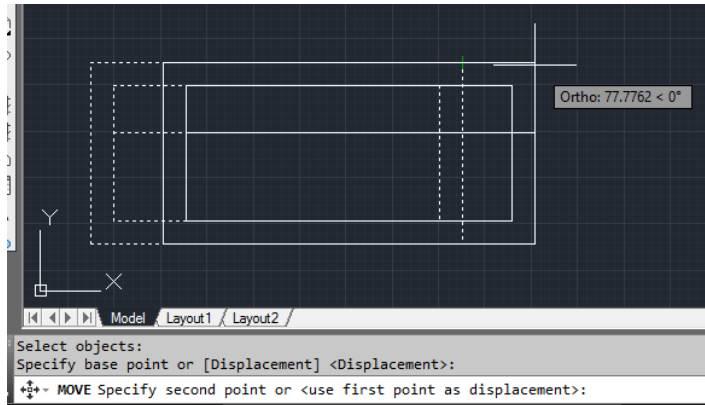 Ortho: 77.7762 < 0°
Y
X
Model Layout1 Layout2
Select objects:
Specify base point or [Displacement] <Displacement>:
MOVE Specify second point or <use first point as displacement>: